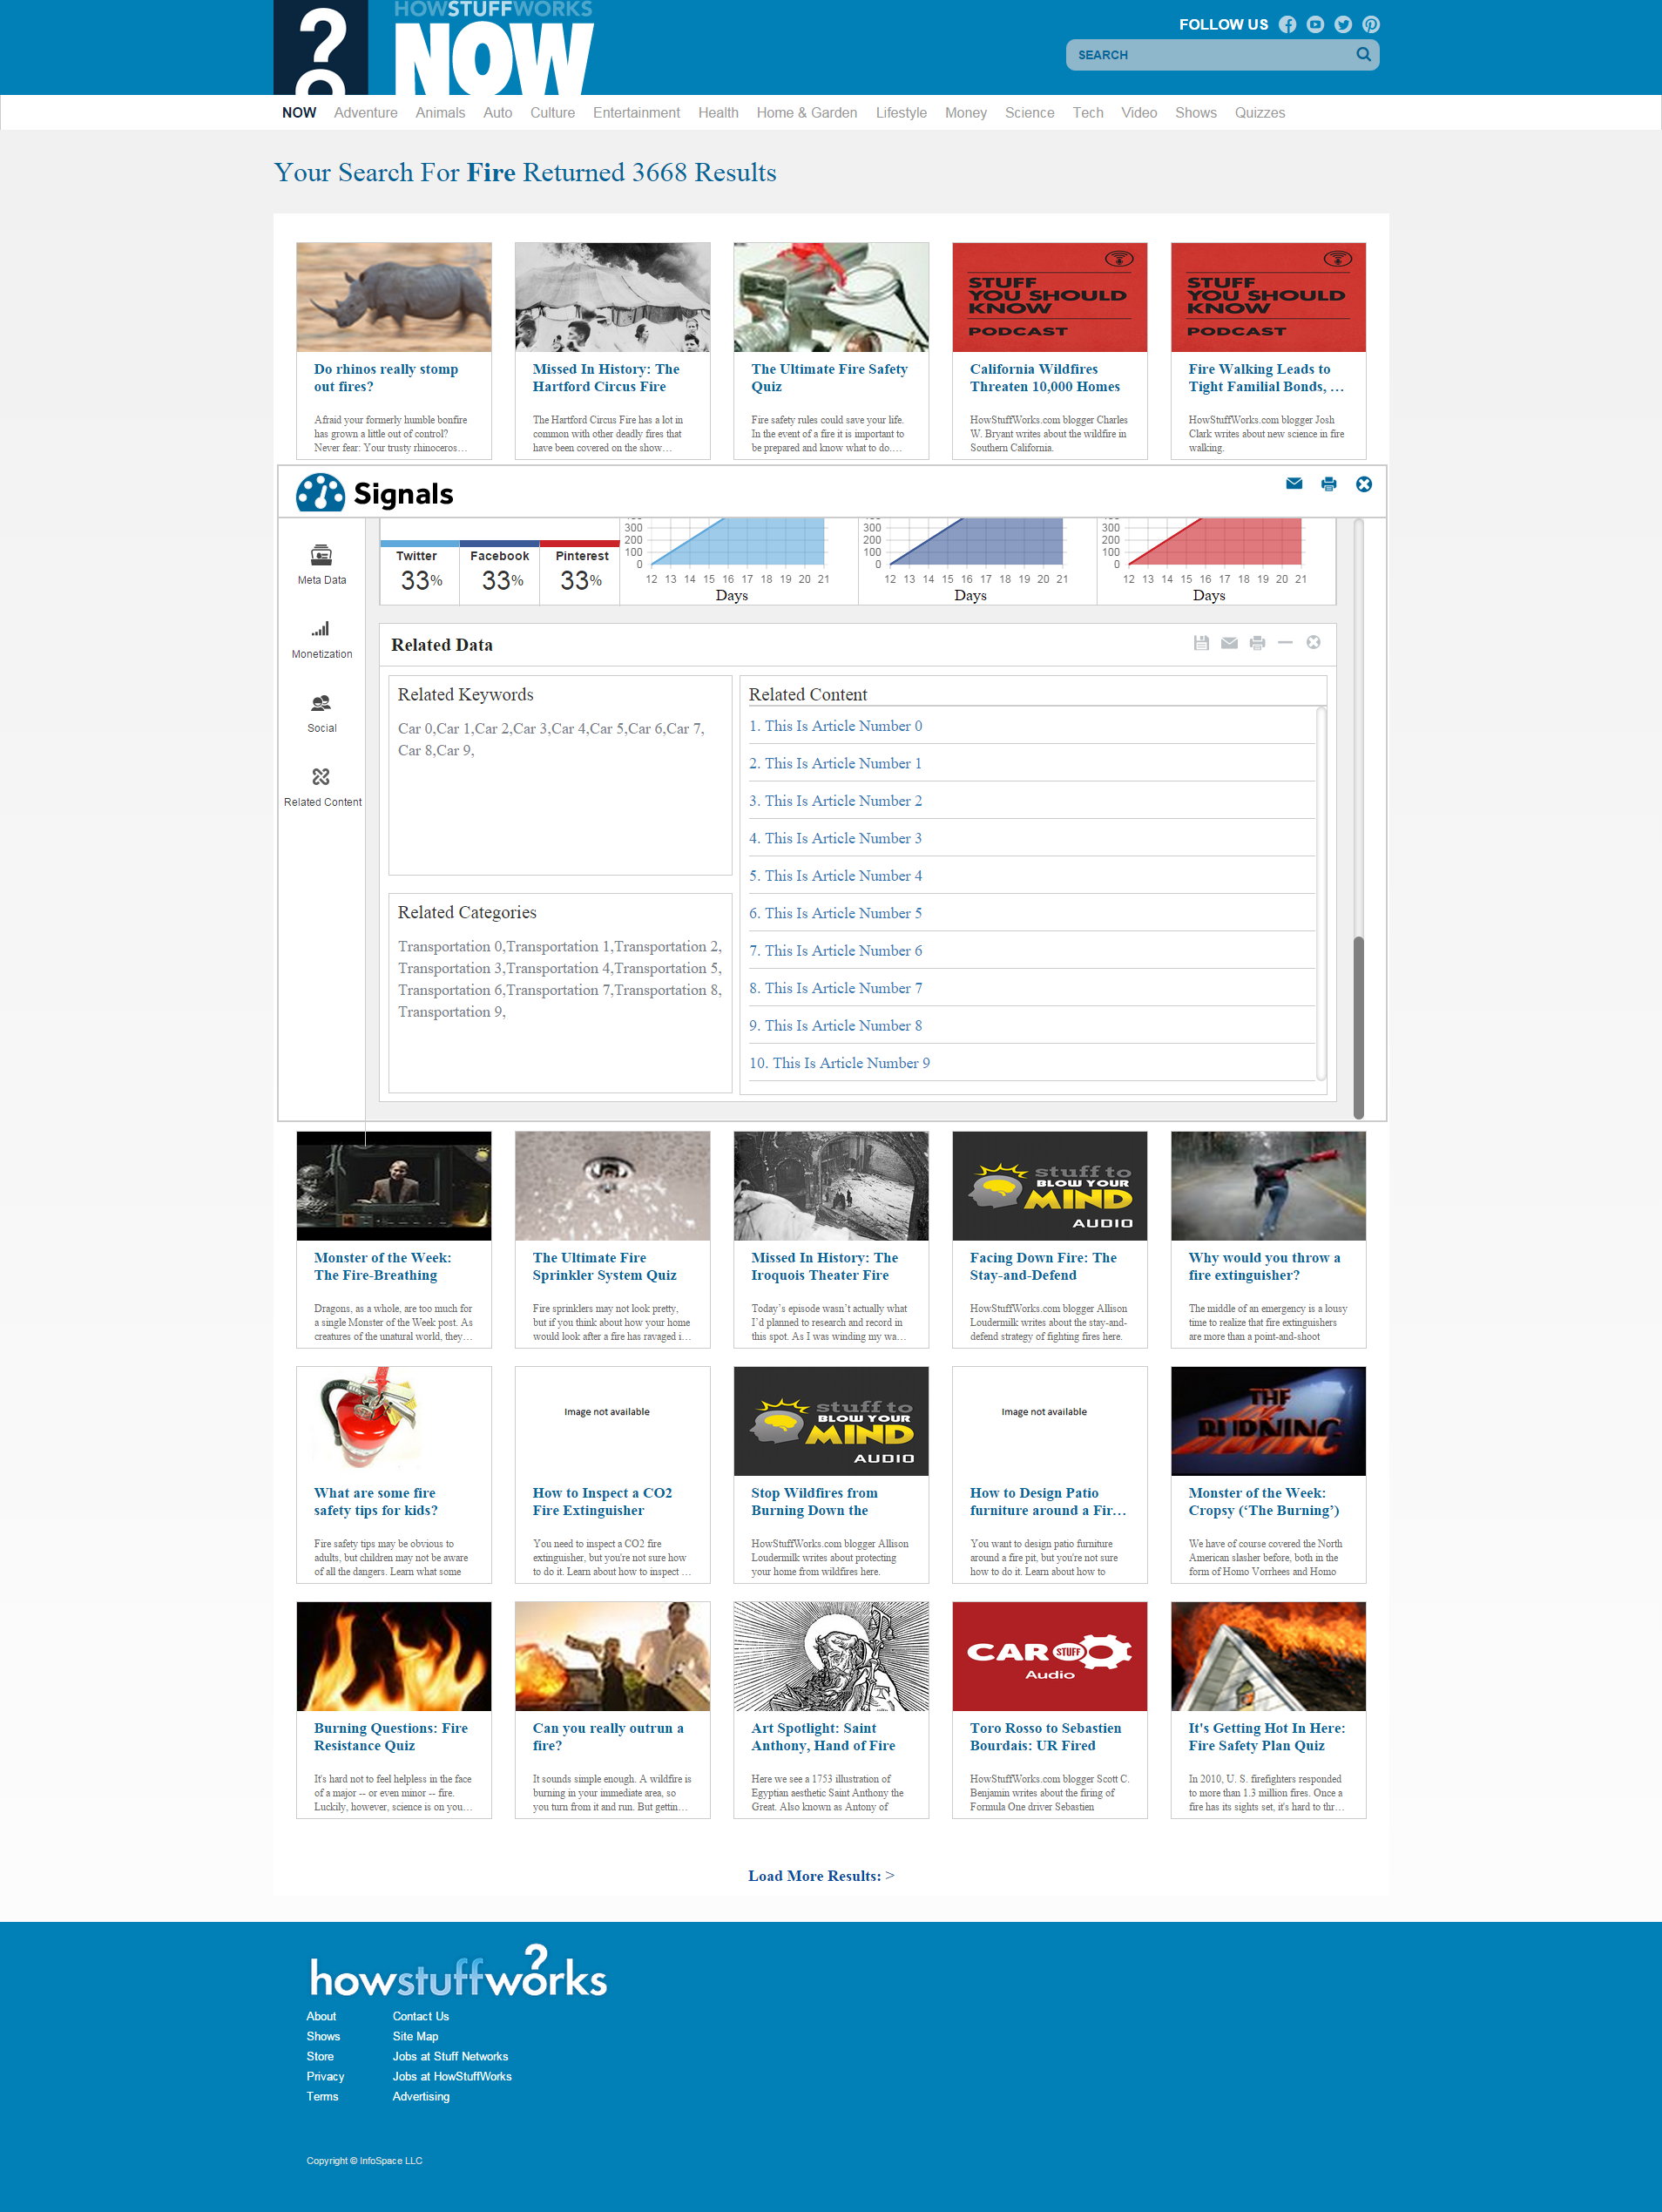 HOWSTUFFWORKS
NOW
FOLLOW US
SEARCH
NOW Adventure Animals Auto Culture Entertainment Health Home & Garden Lifestyle Money Science Tech Video Shows Quizzes
Your Search For Fire Returned 3668 Results
STUFF
YOU SHOULD
KNOW
PODCAST
STUFF
YOU SHOULD
KNOW
PODCAST
Do rhinos really stomp
out fires?
Afraid your formerly humble bonfire
has grown a little out of control?
Never fear: Your trusty rhinoceros…
Missed In History: The
Hartford Circus Fire
The Hartford Circus Fire has a lot in
common with other deadly fires that
have been covered on the show…
The Ultimate Fire Safety
Quiz
Fire safety rules could save your life.
In the event of a fire it is important to
be prepared and know what to do.…
California Wildfires
Threaten 10,000 Homes
HowStuffWorks.com blogger Charles
W. Bryant writes about the wildfire in
Southern California.
Fire Walking Leads to
Tight Familial Bonds, …
HowStuffWorks.com blogger Josh
Clark writes about new science in fire
walking.
Signals
Meta Data
Monetization
Social
Related Content
Twitter Facebook Pinterest
33% 33% 33%
300
200
100
0
12 13 14 15 16 17 18 19 20 21
Days
300
200
100
0
12 13 14 15 16 17 18 19 20 21
Days
300
200
100
0
12 13 14 15 16 17 18 19 20 21
Days
Related Data
Related Keywords
Car 0,Car 1,Car 2,Car 3,Car 4,Car 5,Car 6,Car 7,
Car 8,Car 9,
Related Categories
Transportation 0,Transportation 1,Transportation 2,
Transportation 3,Transportation 4,Transportation 5,
Transportation 6,Transportation 7,Transportation 8,
Transportation 9,
Related Content
1. This Is Article Number 0
2. This Is Article Number 1
3. This Is Article Number 2
4. This Is Article Number 3
5. This Is Article Number 4
6. This Is Article Number 5
7. This Is Article Number 6
8. This Is Article Number 7
9. This Is Article Number 8
10. This Is Article Number 9
Monster of the Week:
The Fire-Breathing
Dragons, as a whole, are too much for
a single Monster of the Week post. As
creatures of the unatural world, they…
The Ultimate Fire
Sprinkler System Quiz
Fire sprinklers may not look pretty,
but if you think about how your home
would look after a fire has ravaged i…
Missed In History: The
Iroquois Theater Fire
Today's episode wasn't actually what
I'd planned to research and record in
this spot. As I was winding my wa…
stuff to
BLOW YOUR
MIND
AUDIO
Facing Down Fire: The
Stay-and-Defend
HowStuffWorks.com blogger Allison
Loudermilk writes about the stay-and-
defend strategy of fighting fires here.
Why would you throw a
fire extinguisher?
The middle of an emergency is a lousy
time to realize that fire extinguishers
are more than a point-and-shoot
What are some fire
safety tips for kids?
Fire safety tips may be obvious to
adults, but children may not be aware
of all the dangers. Learn what some
Image not available
How to Inspect a CO2
Fire Extinguisher
You need to inspect a CO2 fire
extinguisher, but you're not sure how
to do it. Learn about how to inspect …
stuff to
BLOW YOUR
MIND
AUDIO
Stop Wildfires from
Burning Down the
HowStuffWorks.com blogger Allison
Loudermilk writes about protecting
your home from wildfires here.
Image not available
How to Design Patio
furniture around a Fir…
You want to design patio furniture
around a fire pit, but you're not sure
how to do it. Learn about how to
THE
BURNING
Monster of the Week:
Cropsy ('The Burning')
We have of course covered the North
American slasher before, both in the
form of Homo Vorrhees and Homo
Burning Questions: Fire
Resistance Quiz
It's hard not to feel helpless in the face
of a major -- or even minor -- fire.
Luckily, however, science is on you…
Can you really outrun a
fire?
It sounds simple enough. A wildfire is
burning in your immediate area, so
you turn from it and run. But gettin…
Art Spotlight: Saint
Anthony, Hand of Fire
Here we see a 1753 illustration of
Egyptian aesthetic Saint Anthony the
Great. Also known as Antony of
CAR STUFF
Audio
Toro Rosso to Sebastien
Bourdais: UR Fired
HowStuffWorks.com blogger Scott C.
Benjamin writes about the firing of
Formula One driver Sebastien
It's Getting Hot In Here:
Fire Safety Plan Quiz
In 2010, U. S. firefighters responded
to more than 1.3 million fires. Once a
fire has its sights set, it's hard to thr…
Load More Results: >
howstuffworks
About
Shows
Store
Privacy
Terms
Contact Us
Site Map
Jobs at Stuff Networks
Jobs at HowStuffWorks
Advertising
Copyright © InfoSpace LLC